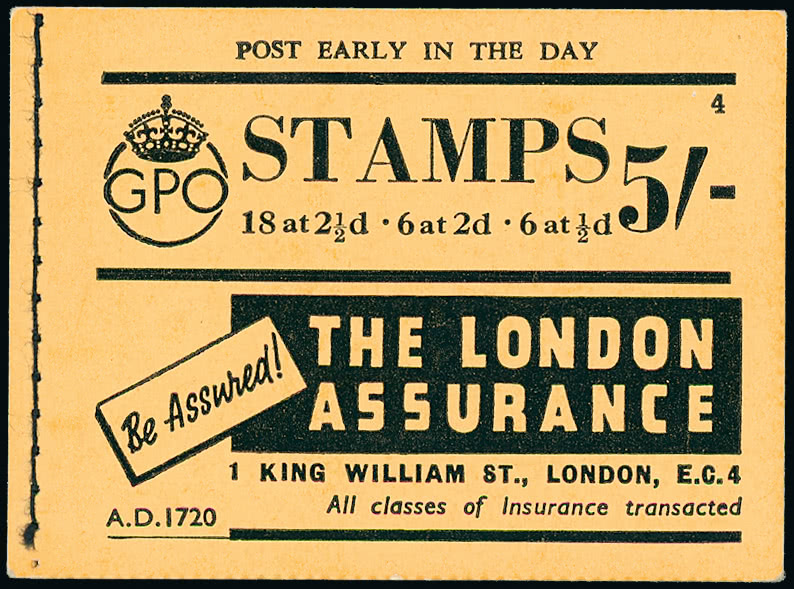 POST EARLY IN THE DAY
4
GPO
STAMPS 5/-
18 at 2½d · 6 at 2d · 6 at ½d
Be Assured!
THE LONDON
ASSURANCE
1 KING WILLIAM ST., LONDON, E.C.4
All classes of Insurance transacted
A.D.1720